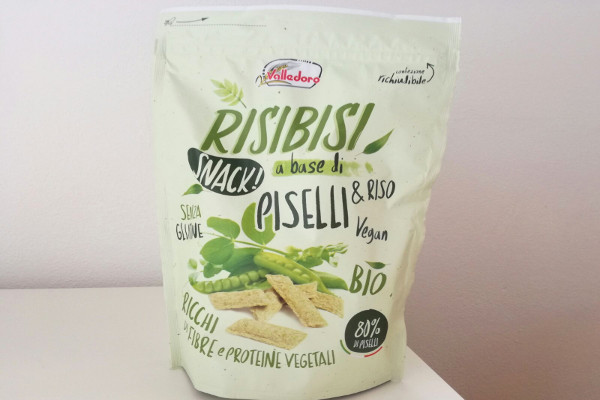 Valledoro
confezione
richiudibile
RISIBISI
SNACK!
a base di
PISELLI
& RISO
Vegan
SENZA
GLUTINE
BIO
RICCHI
DI FIBRE e PROTEINE VEGETALI
80%
DI PISELLI